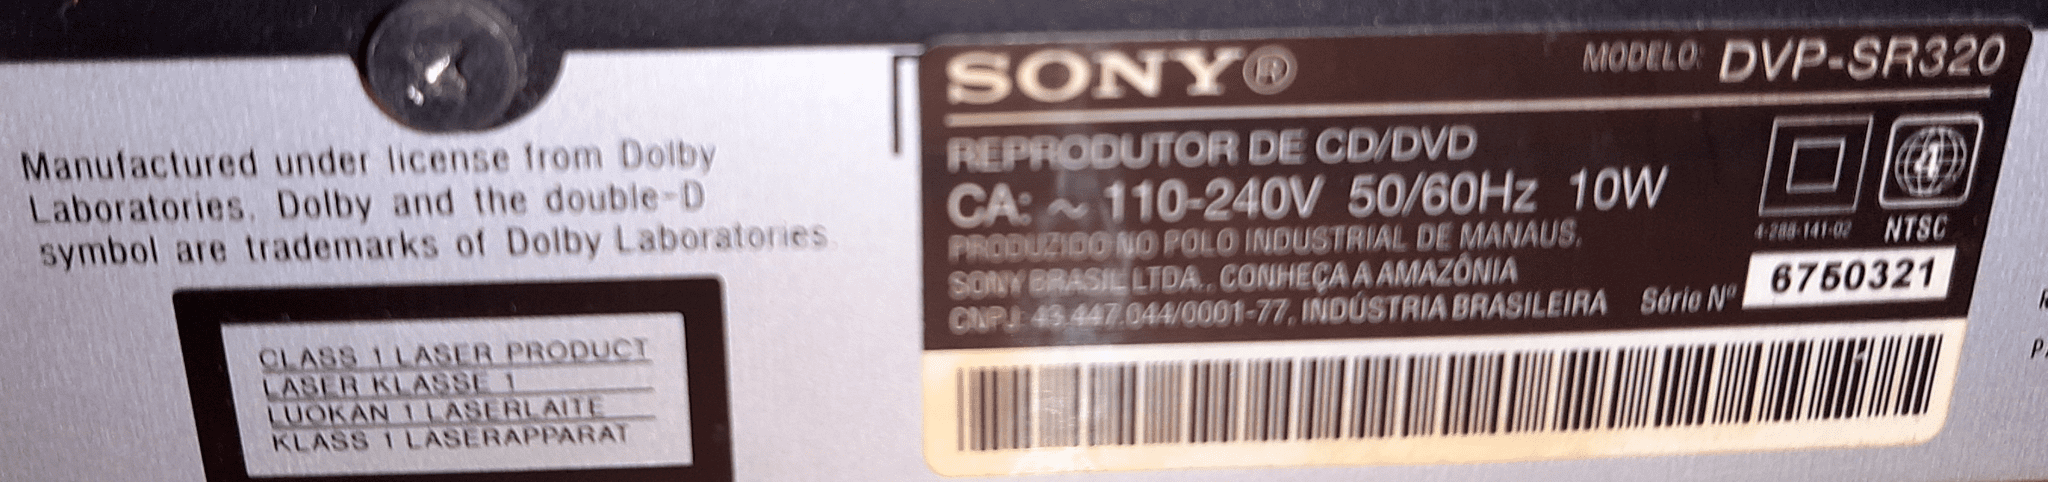 Manufactured under license from Dolby
Laboratories. Dolby and the double-D
symbol are trademarks of Dolby Laboratories.
CLASS 1 LASER PRODUCT
LASER KLASSE 1
LUOKAN 1 LASERLAITE
KLASS 1 LASERAPPARAT
SONY® MODELO: DVP-SR320
REPRODUTOR DE CD/DVD
CA: ~ 110-240V 50/60Hz 10W
PRODUZIDO NO POLO INDUSTRIAL DE MANAUS.
SONY BRASIL LTDA., CONHEÇA A AMAZÔNIA
CNPJ: 43.447.044/0001-77, INDÚSTRIA BRASILEIRA
4
4-288-141-02 NTSC
Série Nº 6750321